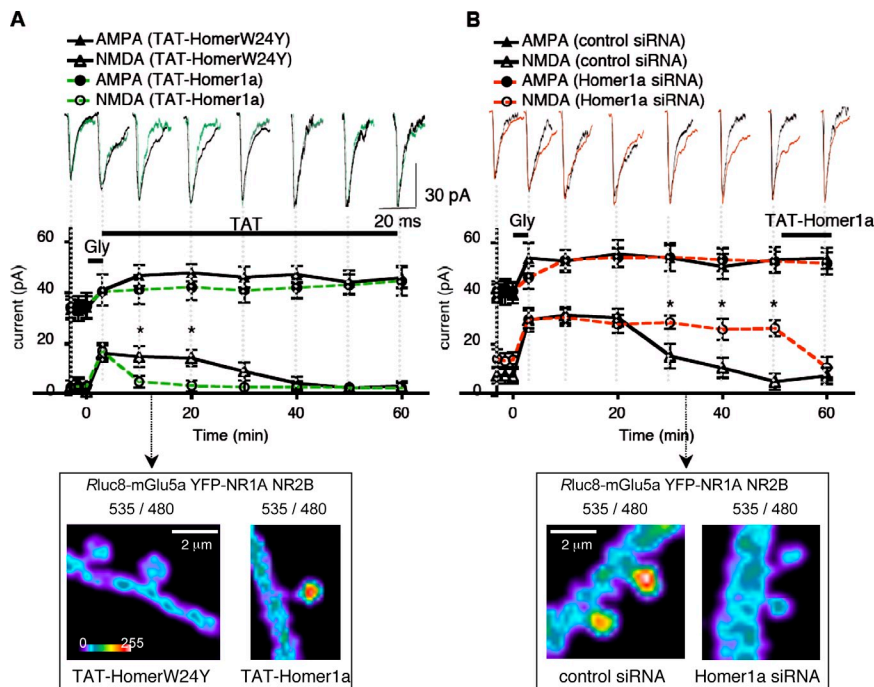 A
AMPA (TAT-HomerW24Y)
NMDA (TAT-HomerW24Y)
AMPA (TAT-Homer1a)
NMDA (TAT-Homer1a)
30 pA
20 ms
TAT
Gly
60
40
20
0
current (pA)
0 20 40 60
Time (min)
Rluc8-mGlu5a YFP-NR1A NR2B
535 / 480 535 / 480
2 μm
0 255
TAT-HomerW24Y TAT-Homer1a
B
AMPA (control siRNA)
NMDA (control siRNA)
AMPA (Homer1a siRNA)
NMDA (Homer1a siRNA)
Gly
TAT-Homer1a
60
40
20
0
current (pA)
0 20 40 60
Time (min)
Rluc8-mGlu5a YFP-NR1A NR2B
535 / 480 535 / 480
2 μm
control siRNA Homer1a siRNA